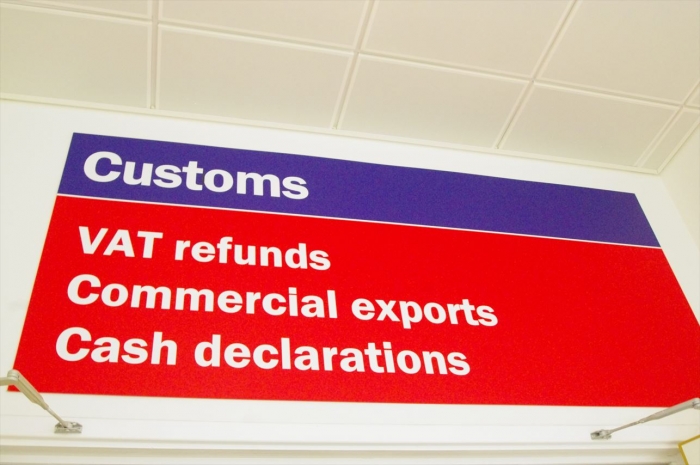 Customs
VAT refunds
Commercial exports
Cash declarations